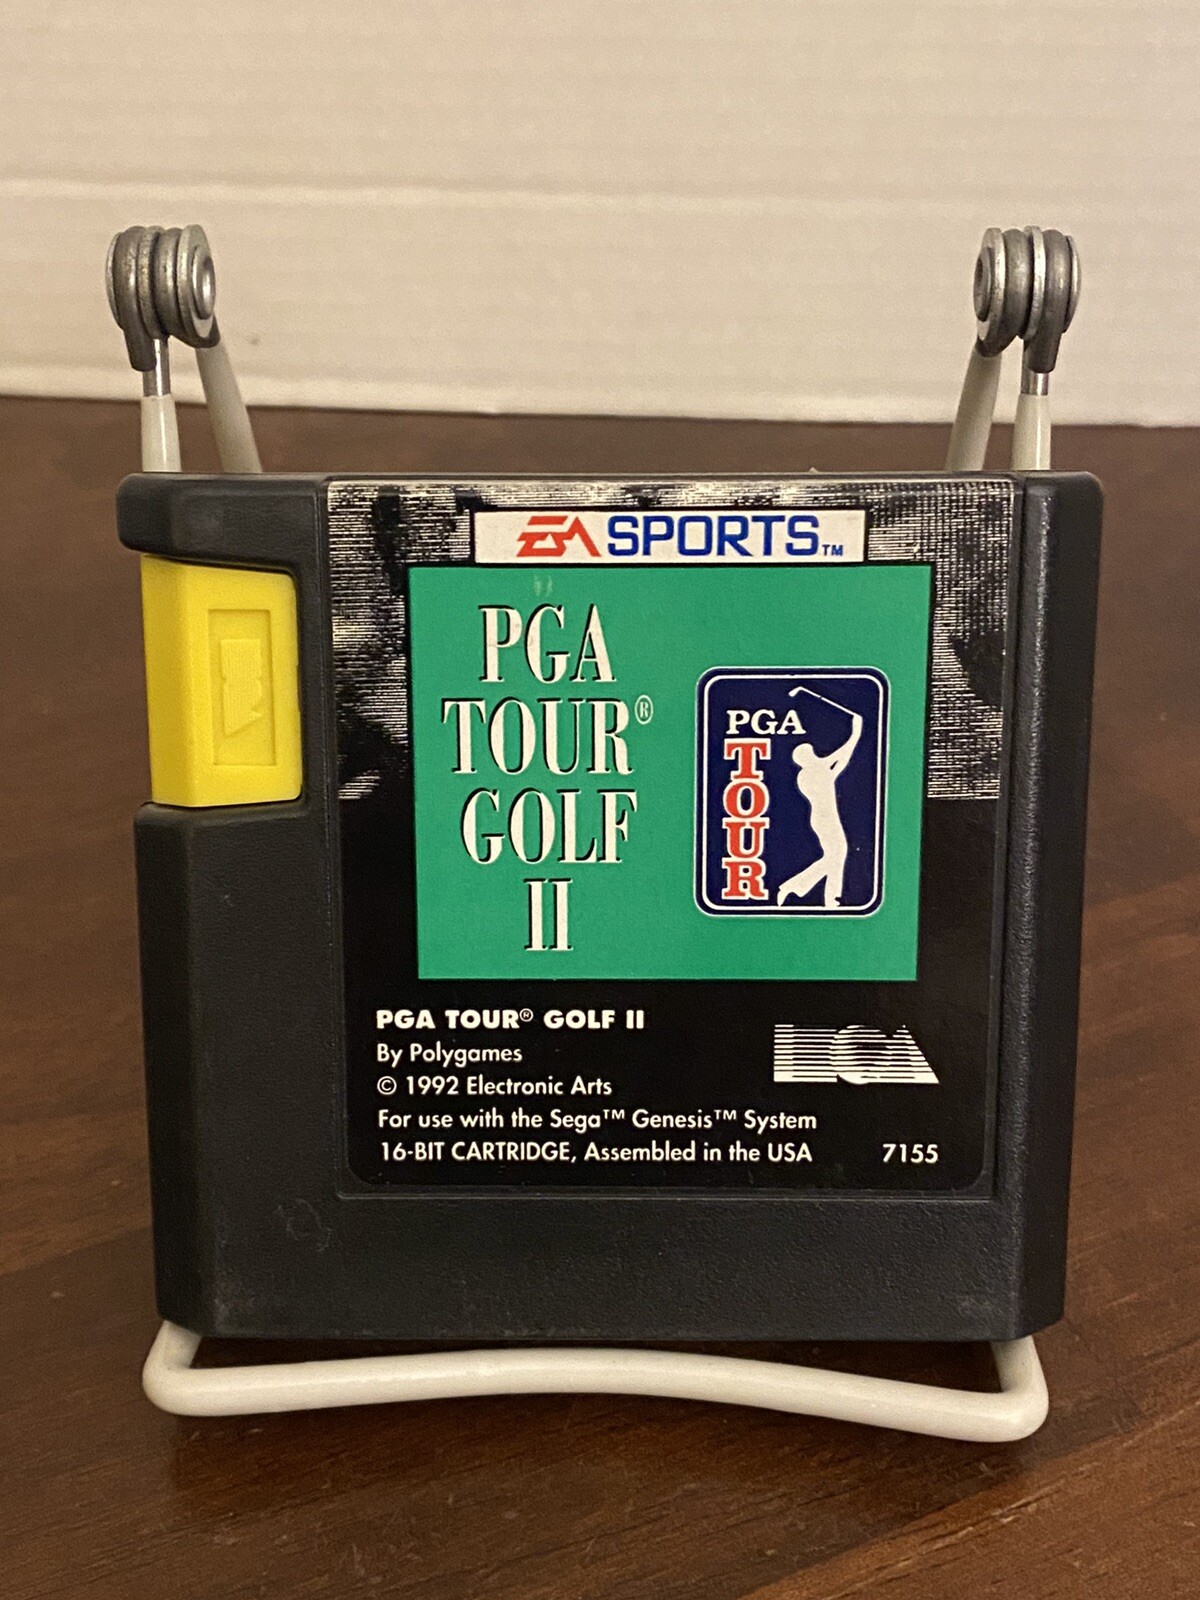 EA SPORTS™
PGA
TOUR®
GOLF
II
PGA
TOUR
PGA TOUR® GOLF II
By Polygames
© 1992 Electronic Arts
For use with the Sega™ Genesis™ System
16-BIT CARTRIDGE, Assembled in the USA 7155
EA